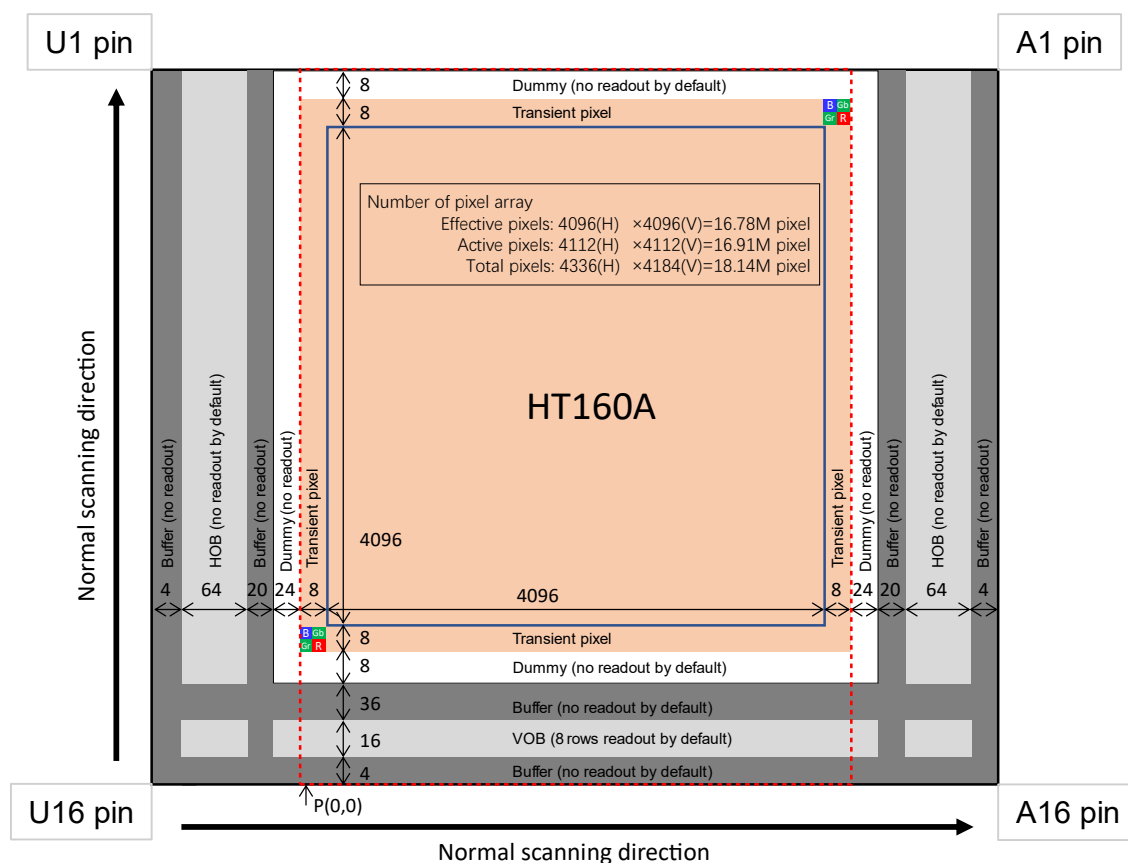 U1 pin
A1 pin
8
Dummy (no readout by default)
8
Transient pixel
B Gb
Gr R
Number of pixel array
Effective pixels: 4096(H) ×4096(V)=16.78M pixel
Active pixels: 4112(H) ×4112(V)=16.91M pixel
Total pixels: 4336(H) ×4184(V)=18.14M pixel
HT160A
Normal scanning direction
Buffer (no readout)
HOB (no readout by default)
Buffer (no readout)
Dummy (no readout)
Transient pixel
4096
Transient pixel
Dummy (no readout)
Buffer (no readout)
HOB (no readout by default)
Buffer (no readout)
4 64 20 24 8 4096 8 24 20 64 4
B Gb
Gr R
8
Transient pixel
8
Dummy (no readout by default)
36
Buffer (no readout by default)
16
VOB (8 rows readout by default)
4
Buffer (no readout by default)
U16 pin
P(0,0)
A16 pin
Normal scanning direction